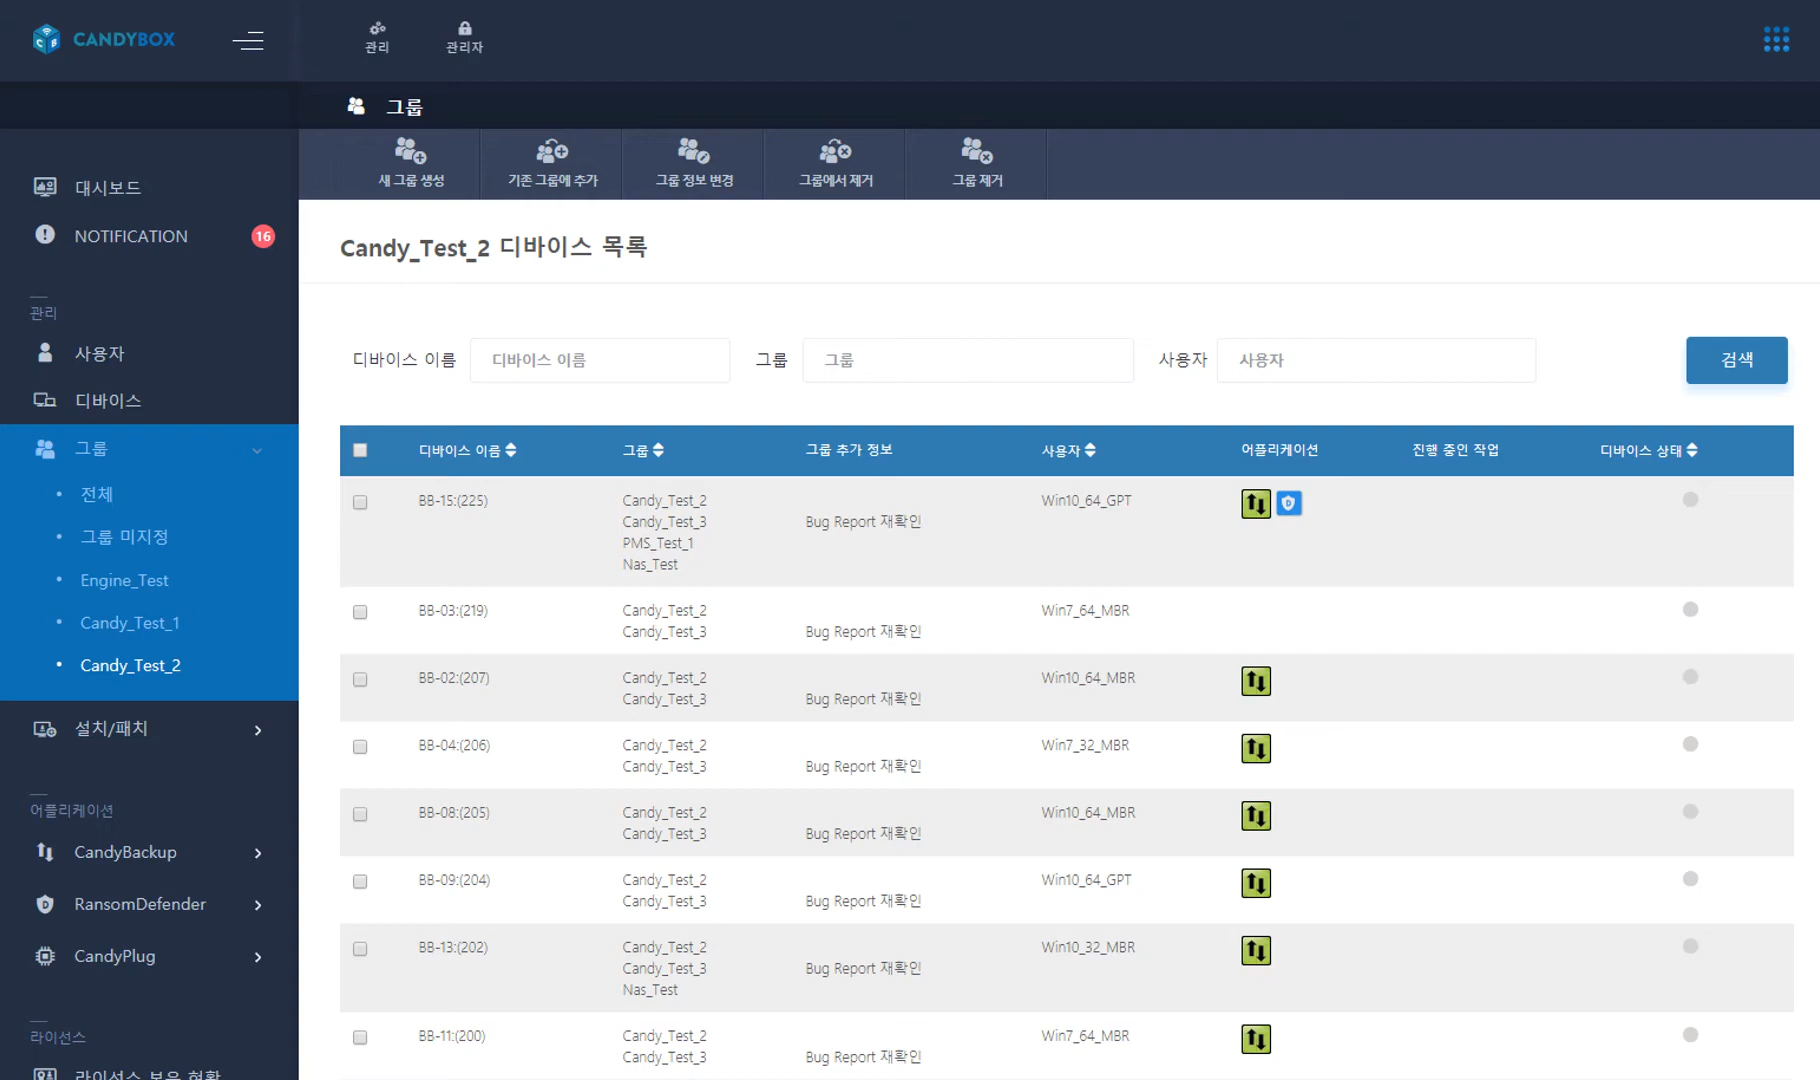 CANDYBOX
관리
관리자
그룹
새 그룹 생성
기존 그룹에 추가
그룹 정보 변경
그룹에서 제거
그룹 제거
대시보드
NOTIFICATION 16
관리
사용자
디바이스
그룹
전체
그룹 미지정
Engine_Test
Candy_Test_1
Candy_Test_2
설치/패치
어플리케이션
CandyBackup
RansomDefender
CandyPlug
라이선스
라이선스 보유 현황
Candy_Test_2 디바이스 목록
디바이스 이름 디바이스 이름 그룹 그룹 사용자 사용자 검색
디바이스 이름 그룹 그룹 추가 정보 사용자 어플리케이션 진행 중인 작업 디바이스 상태
BB-15:(225) Candy_Test_2 Win10_64_GPT
Candy_Test_3 Bug Report 재확인
PMS_Test_1
Nas_Test
BB-03:(219) Candy_Test_2 Win7_64_MBR
Candy_Test_3 Bug Report 재확인
BB-02:(207) Candy_Test_2 Win10_64_MBR
Candy_Test_3 Bug Report 재확인
BB-04:(206) Candy_Test_2 Win7_32_MBR
Candy_Test_3 Bug Report 재확인
BB-08:(205) Candy_Test_2 Win10_64_MBR
Candy_Test_3 Bug Report 재확인
BB-09:(204) Candy_Test_2 Win10_64_GPT
Candy_Test_3 Bug Report 재확인
BB-13:(202) Candy_Test_2 Win10_32_MBR
Candy_Test_3 Bug Report 재확인
Nas_Test
BB-11:(200) Candy_Test_2 Win7_64_MBR
Candy_Test_3 Bug Report 재확인